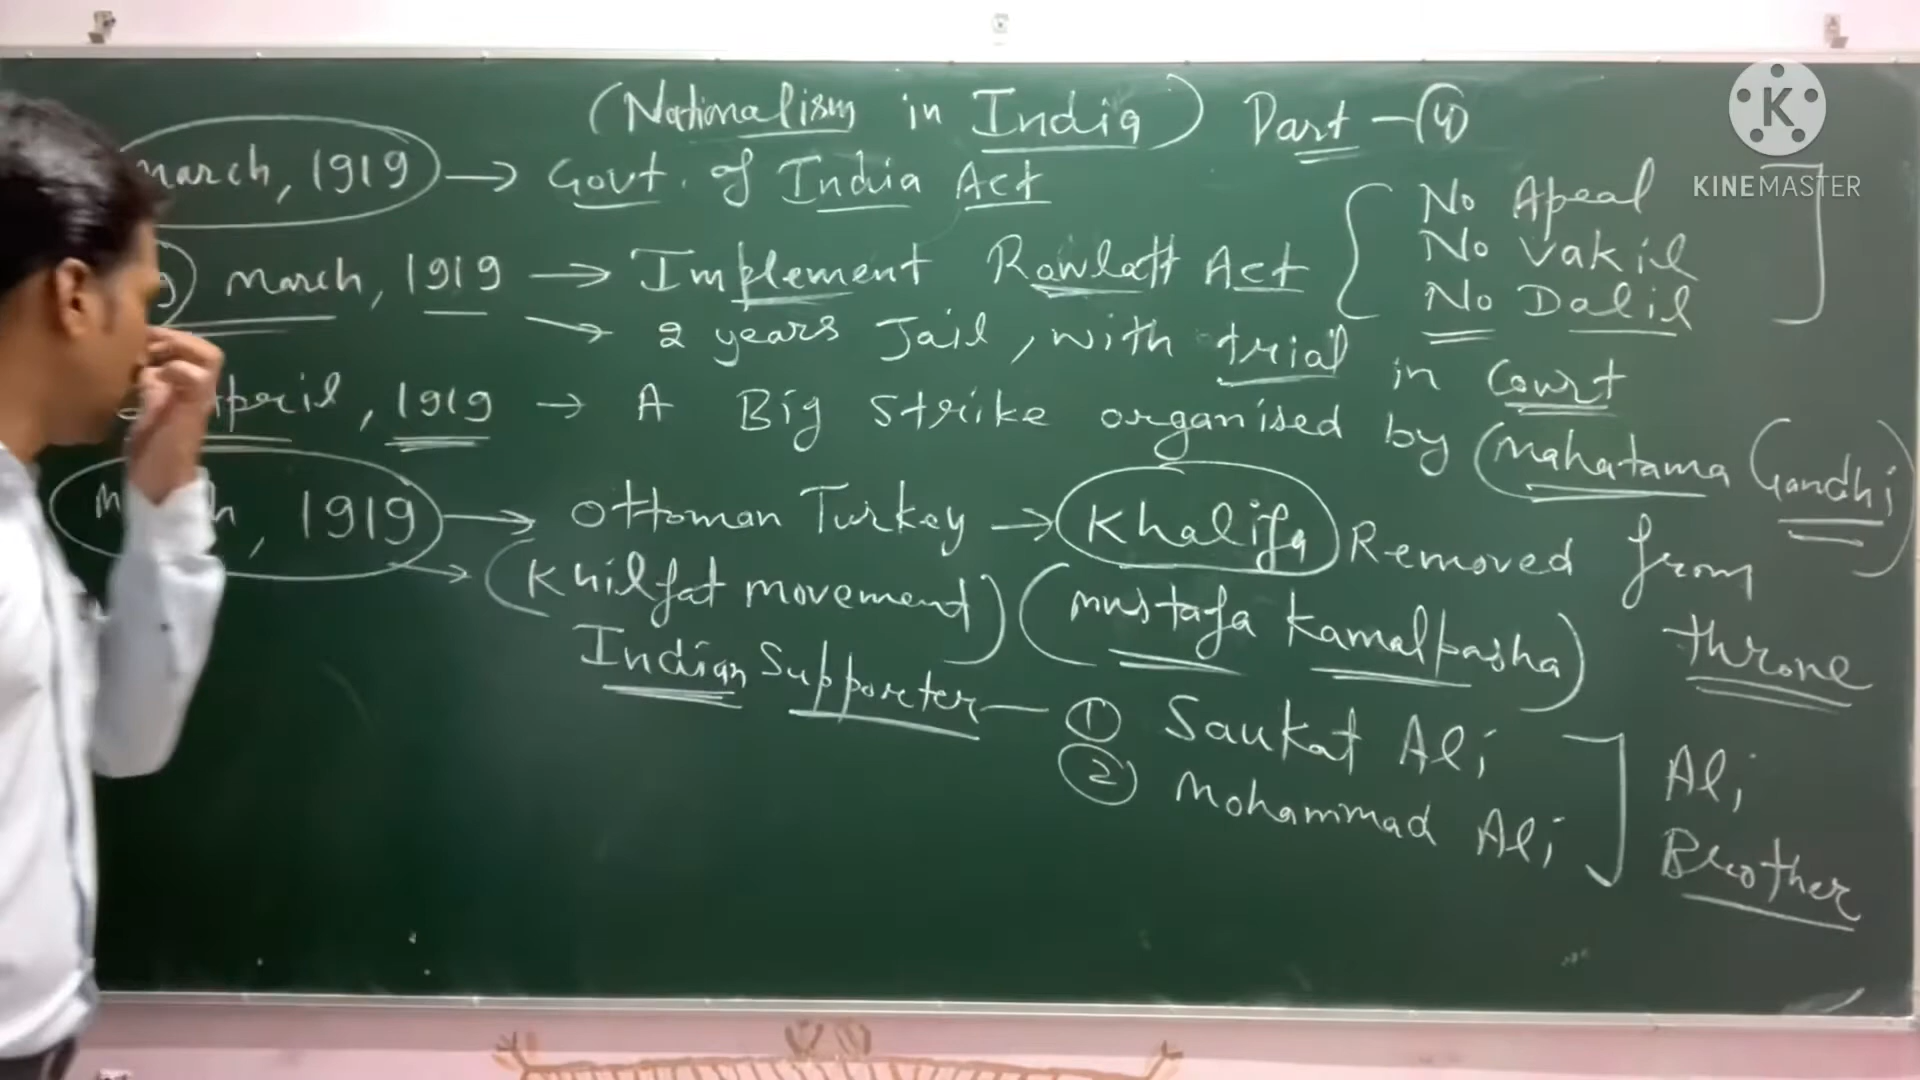 (Nationalism in India) Part - (4)
March, 1919 → Govt. of India Act
No Apeal
No Vakil
No Dalil
March, 1919 → Implement Rowlatt Act
→ 2 years Jail, with trial in Court
April, 1919 → A Big Strike organised by Mahatama Gandhi
1919 → Ottoman Turkey → Khalifa Removed from throne
→ (Khilfat movement) (Mustafa Kamalpasha)
Indian Supporter — ① Saukat Ali
② Mohammad Ali
Ali
Brother
K
KINEMASTER